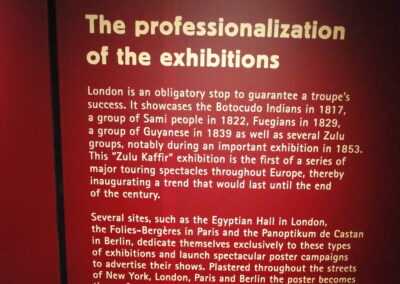 The professionalization
of the exhibitions
London is an obligatory stop to guarantee a troupe's
success. It showcases the Botocudo Indians in 1817,
a group of Sami people in 1822, Fuegians in 1829,
a group of Guyanese in 1839 as well as several Zulu
groups, notably during an important exhibition in 1853.
This "Zulu Kaffir" exhibition is the first of a series of
major touring spectacles throughout Europe, thereby
inaugurating a trend that would last until the end
of the century.
Several sites, such as the Egyptian Hall in London,
the Folies-Bergères in Paris and the Panoptikum de Castan
in Berlin, dedicate themselves exclusively to these types
of exhibitions and launch spectacular poster campaigns
to advertise their shows. Plastered throughout the streets
of New York, London, Paris and Berlin the poster becomes